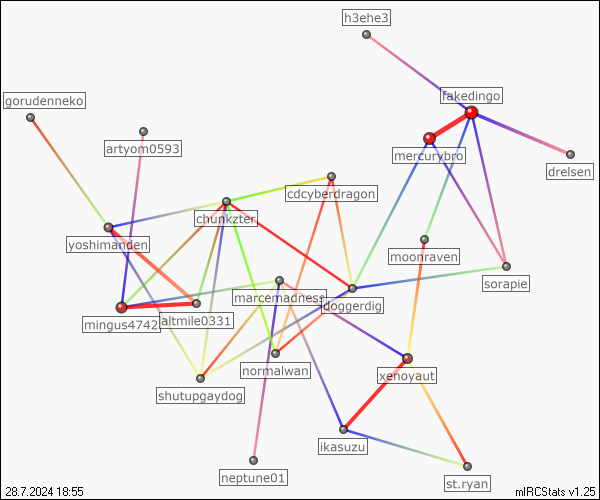 h3ehe3
fakedingo
gorudenneko
artyom0593
mercurybro
drelsen
cdcyberdragon
chunkzter
yoshimanden
moonraven
sorapie
marcemadness
idoggerdig
mingus4742
altmile0331
normalwan
xenoyaut
shutupgaydog
ikasuzu
neptune01
st.ryan
28.7.2024 18:55
mIRCStats v1.25